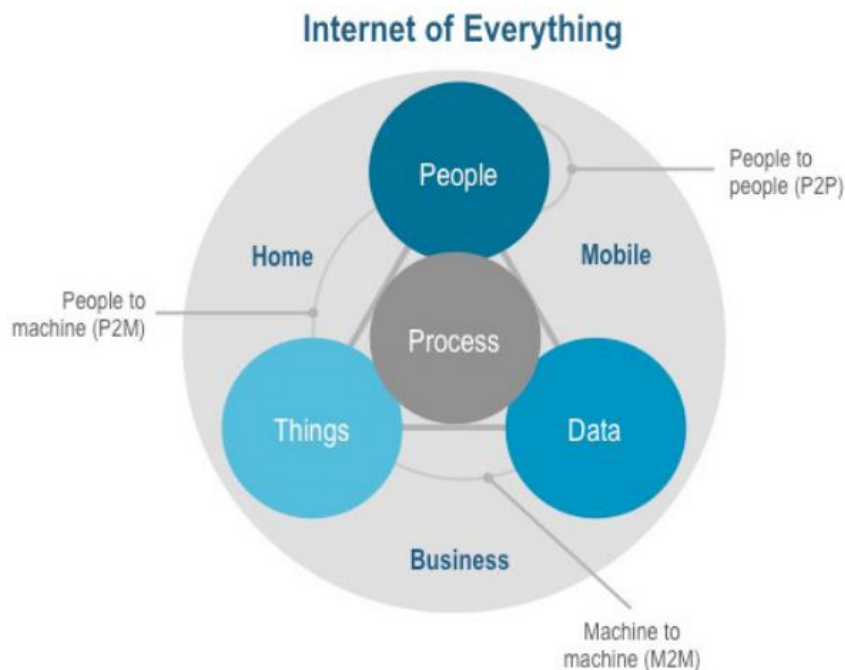 Internet of Everything
People
People to
people (P2P)
Home
Mobile
People to
machine (P2M)
Process
Things
Data
Business
Machine to
machine (M2M)